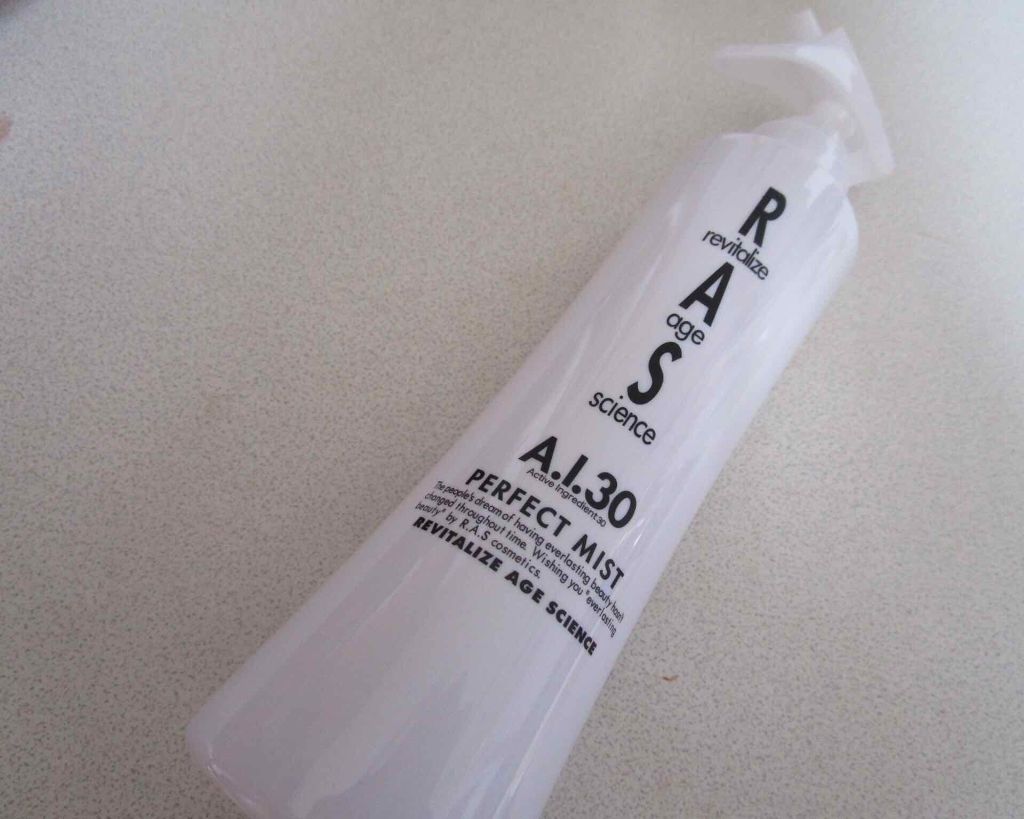 R
revitalize
A
age
S
science
A.I.30
Active Ingredient 30
PERFECT MIST
The people's dream of having everlasting beauty hasn't
changed throughout time. Wishing you "everlasting
beauty" by R.A.S cosmetics.
REVITALIZE AGE SCIENCE